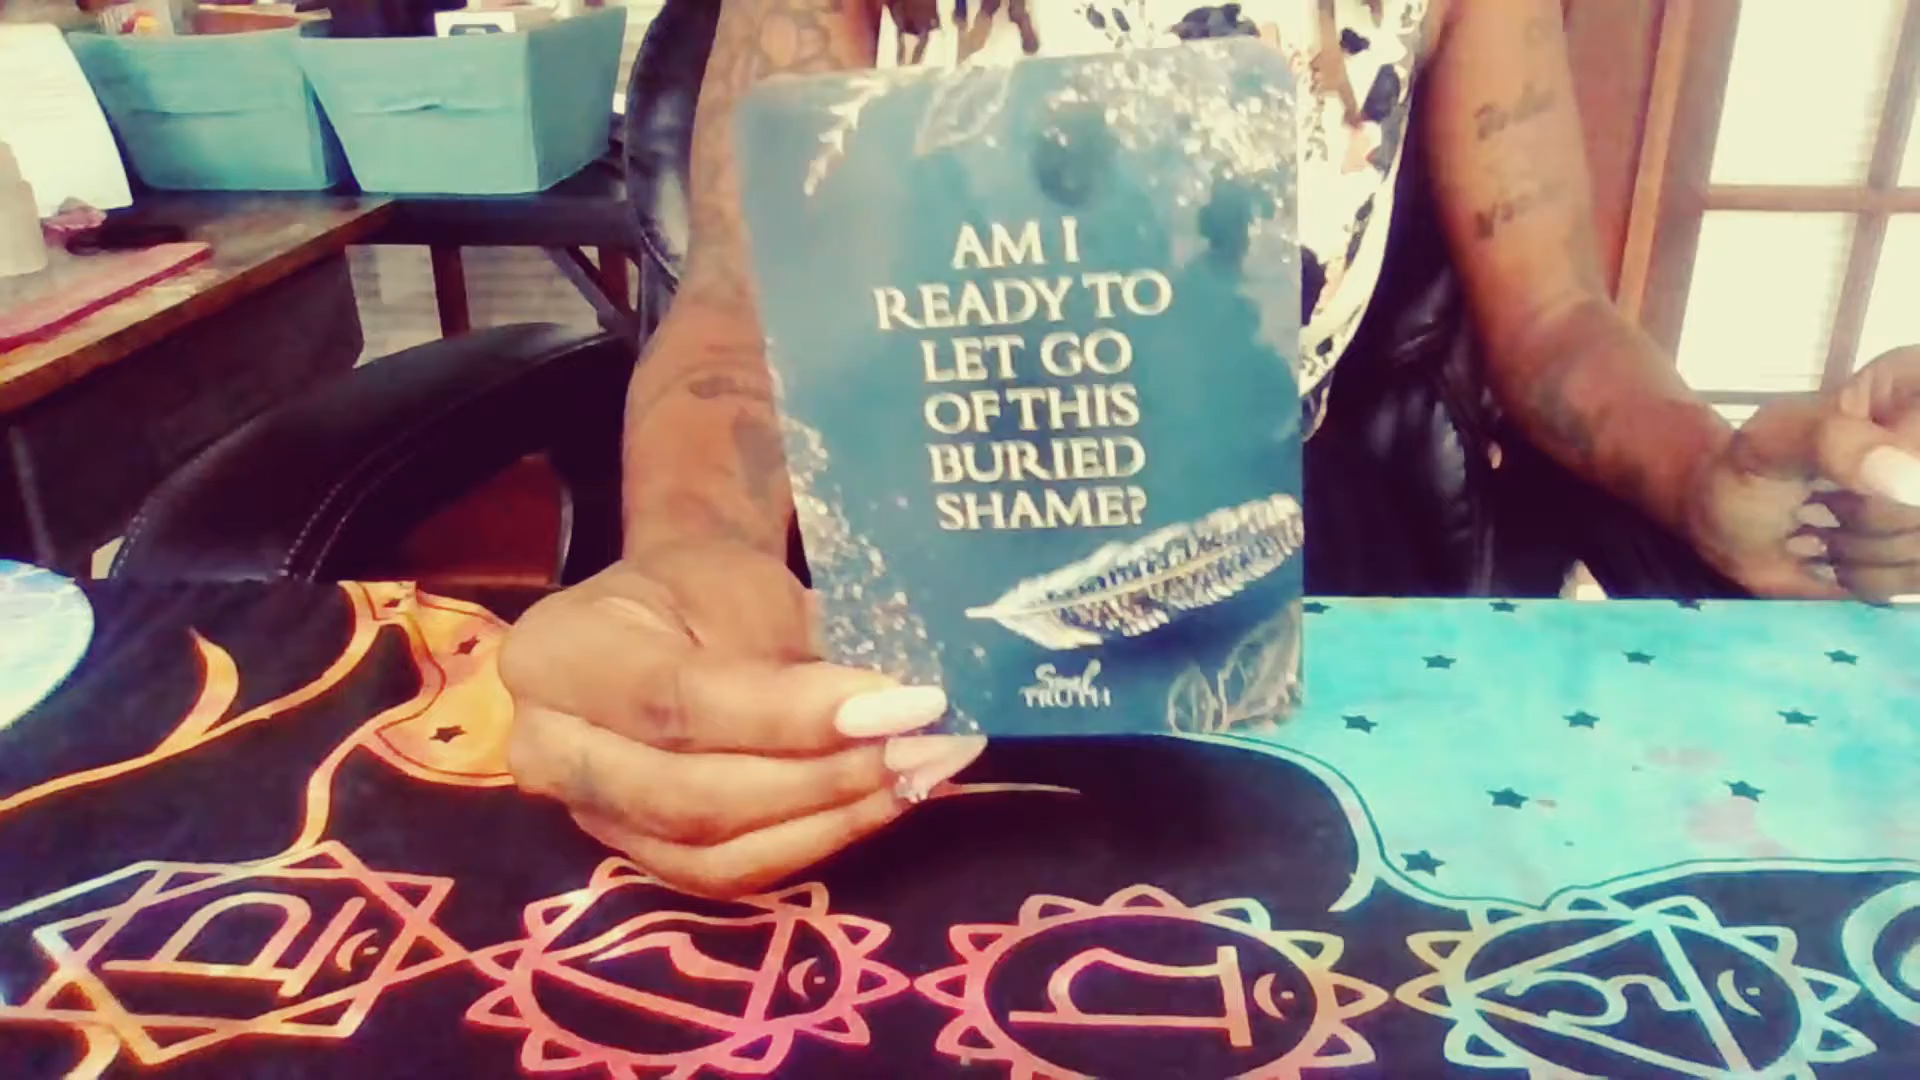 AM I
READY TO
LET GO
OF THIS
BURIED
SHAME?
Soul
TRUTH